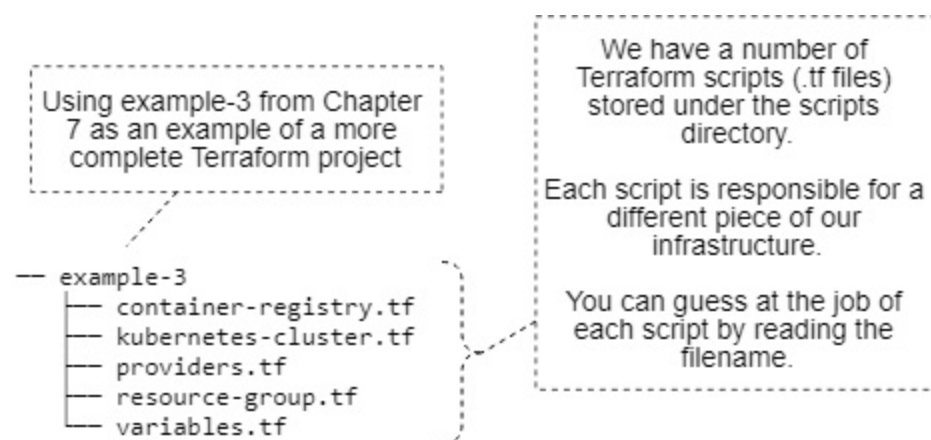 Using example-3 from Chapter
7 as an example of a more
complete Terraform project
We have a number of
Terraform scripts (.tf files)
stored under the scripts
directory.
Each script is responsible for a
different piece of our
infrastructure.
You can guess at the job of
each script by reading the
filename.
example-3
container-registry.tf
kubernetes-cluster.tf
providers.tf
resource-group.tf
variables.tf